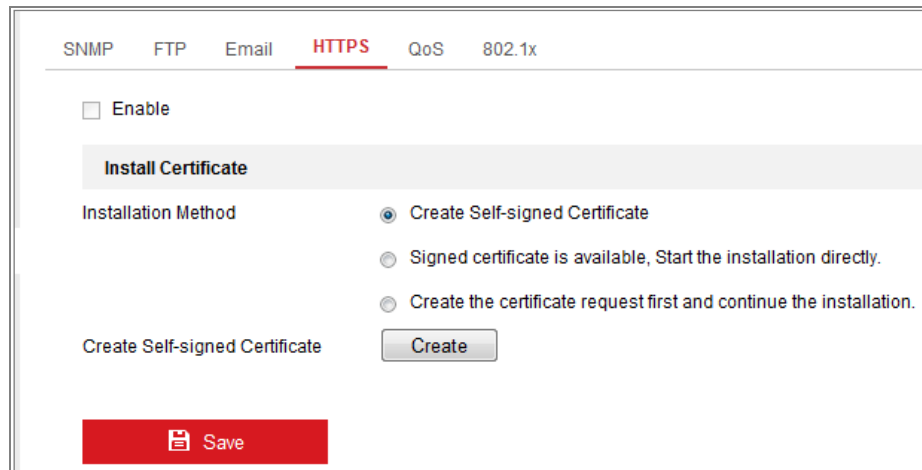 SNMP FTP Email HTTPS QoS 802.1x
Enable
Install Certificate
Installation Method Create Self-signed Certificate
Signed certificate is available, Start the installation directly.
Create the certificate request first and continue the installation.
Create Self-signed Certificate Create
Save